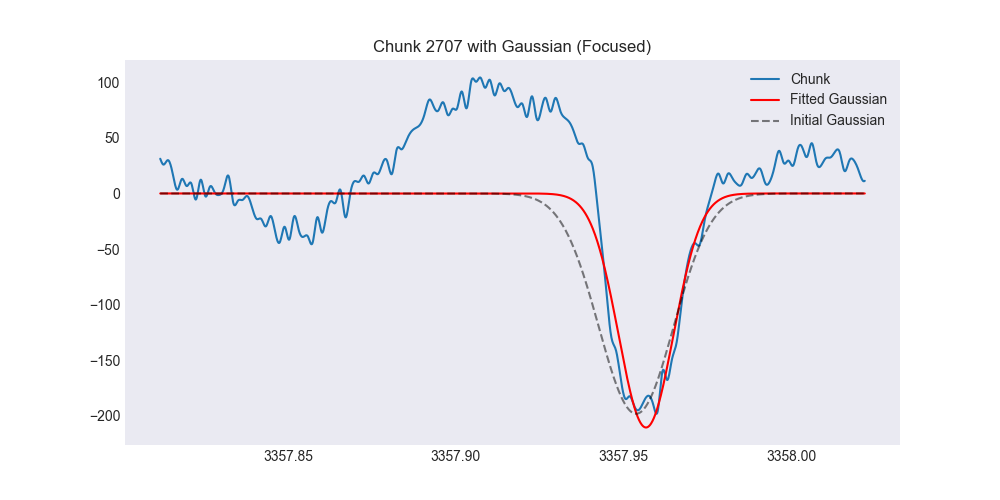 Chunk 2707 with Gaussian (Focused)
Chunk
Fitted Gaussian
Initial Gaussian
100
50
0
−50
−100
−150
−200
3357.85 3357.90 3357.95 3358.00